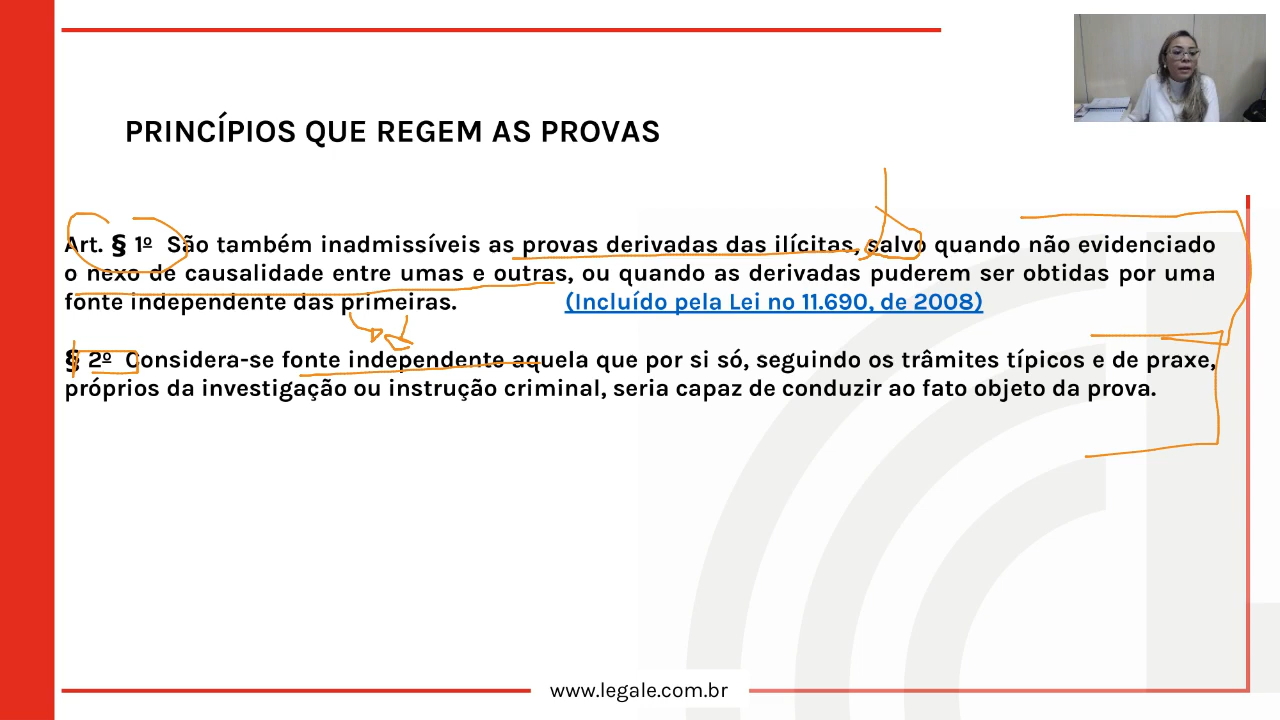 PRINCÍPIOS QUE REGEM AS PROVAS
Art. § 1º São também inadmissíveis as provas derivadas das ilícitas, salvo quando não evidenciado
o nexo de causalidade entre umas e outras, ou quando as derivadas puderem ser obtidas por uma
fonte independente das primeiras. (Incluído pela Lei no 11.690, de 2008)
§ 2º Considera-se fonte independente aquela que por si só, seguindo os trâmites típicos e de praxe,
próprios da investigação ou instrução criminal, seria capaz de conduzir ao fato objeto da prova.
www.legale.com.br